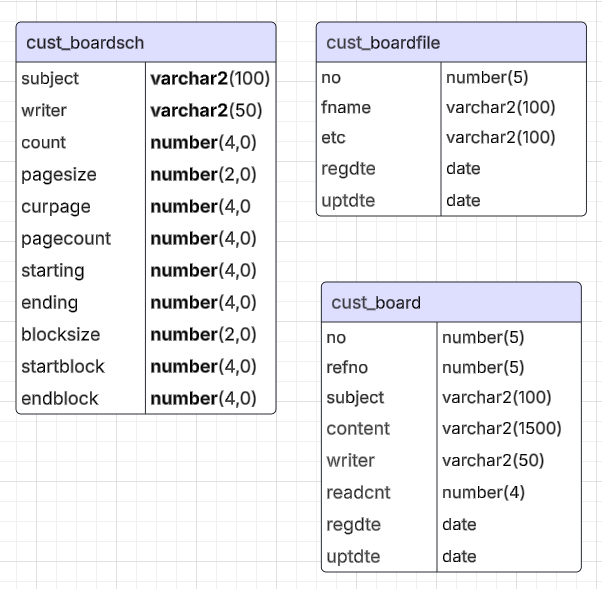 cust_boardsch
subject varchar2(100)
writer varchar2(50)
count number(4,0)
pagesize number(2,0)
curpage number(4,0
pagecount number(4,0)
starting number(4,0)
ending number(4,0)
blocksize number(2,0)
startblock number(4,0)
endblock number(4,0)
cust_boardfile
no number(5)
fname varchar2(100)
etc varchar2(100)
regdte date
uptdte date
cust_board
no number(5)
refno number(5)
subject varchar2(100)
content varchar2(1500)
writer varchar2(50)
readcnt number(4)
regdte date
uptdte date